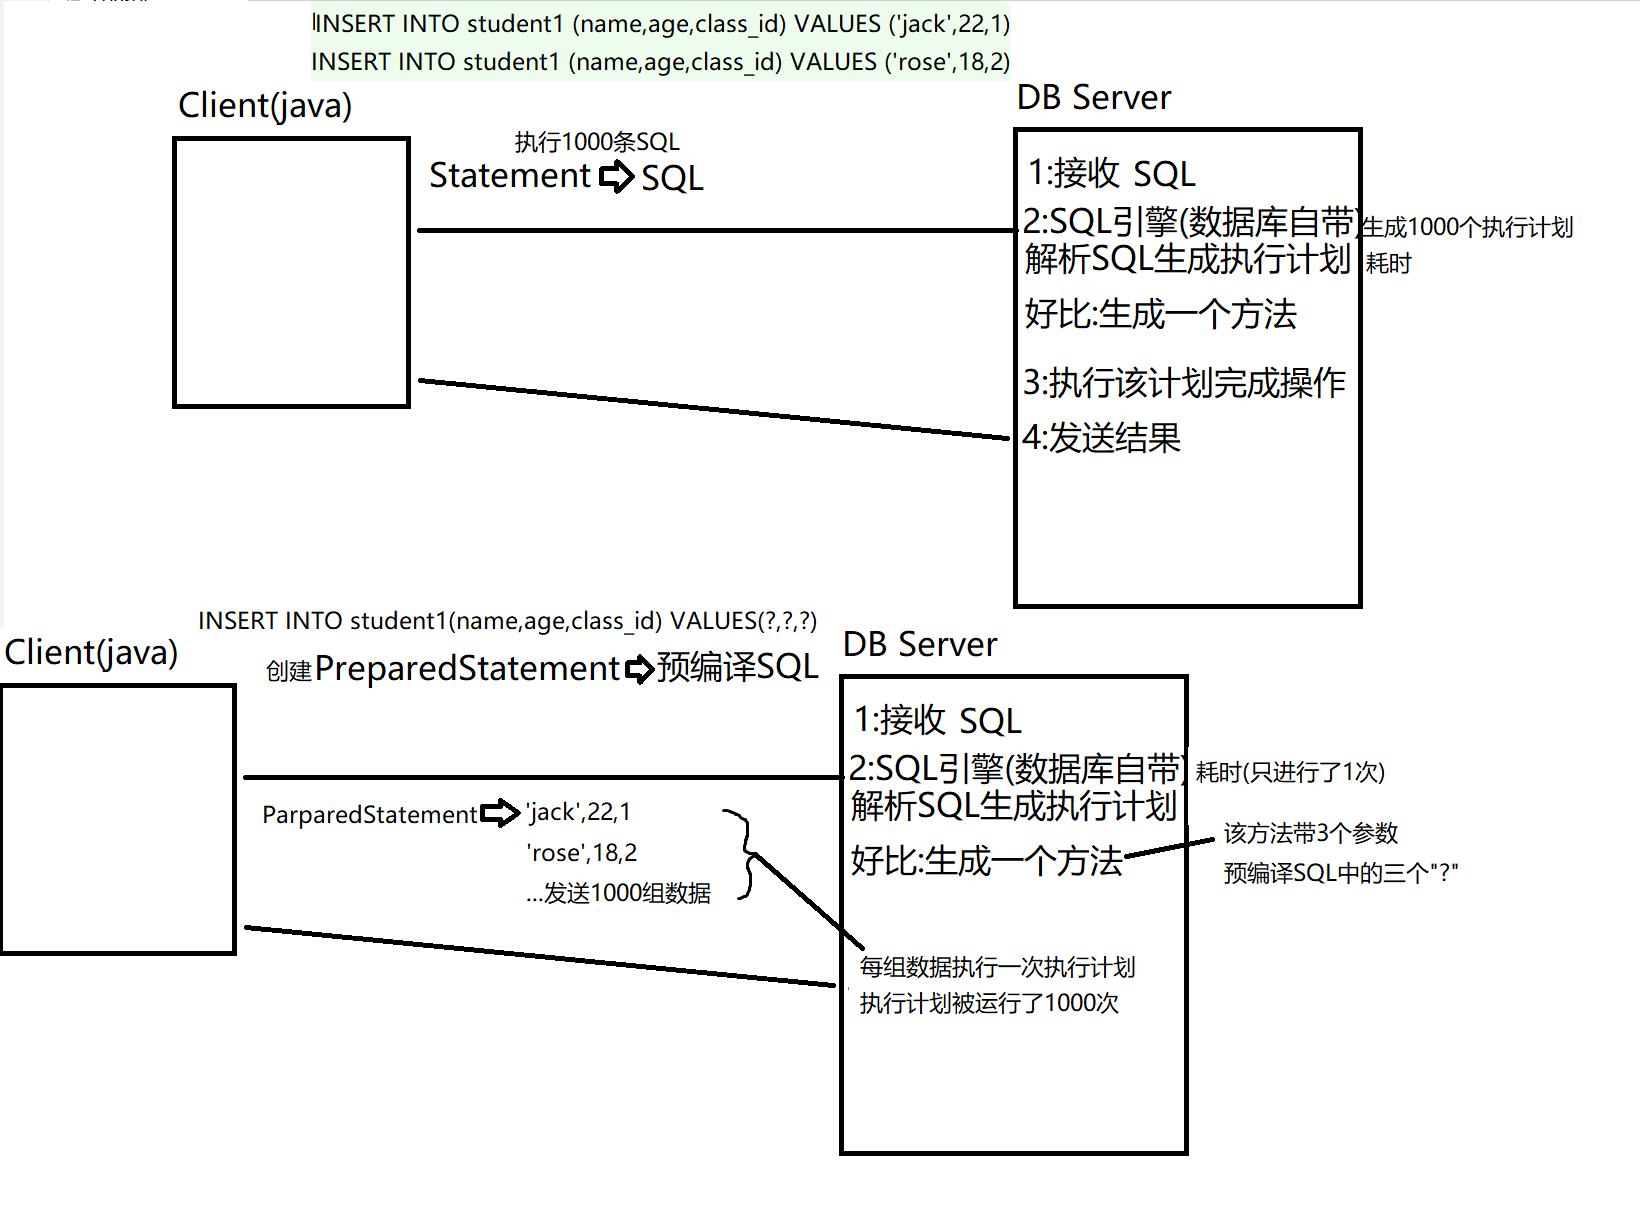 INSERT INTO student1 (name,age,class_id) VALUES ('jack',22,1)
INSERT INTO student1 (name,age,class_id) VALUES ('rose',18,2)
Client(java)
DB Server
执行1000条SQL
Statement SQL
1:接收 SQL
2:SQL引擎(数据库自带)
生成1000个执行计划
解析SQL生成执行计划
耗时
好比:生成一个方法
3:执行该计划完成操作
4:发送结果
INSERT INTO student1(name,age,class_id) VALUES(?,?,?)
Client(java)
DB Server
创建PreparedStatement 预编译SQL
1:接收 SQL
2:SQL引擎(数据库自带)
耗时(只进行了1次)
解析SQL生成执行计划
ParparedStatement 'jack',22,1
'rose',18,2
...发送1000组数据
好比:生成一个方法
该方法带3个参数
预编译SQL中的三个"?"
每组数据执行一次执行计划
执行计划被运行了1000次